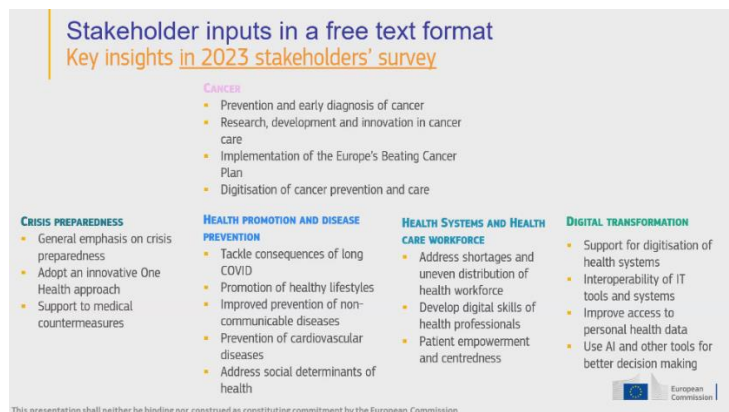 Stakeholder inputs in a free text format
Key insights in 2023 stakeholders' survey
CANCER
▪ Prevention and early diagnosis of cancer
▪ Research, development and innovation in cancer
care
▪ Implementation of the Europe's Beating Cancer
Plan
▪ Digitisation of cancer prevention and care
CRISIS PREPAREDNESS
▪ General emphasis on crisis
preparedness
▪ Adopt an innovative One
Health approach
▪ Support to medical
countermeasures
HEALTH PROMOTION AND DISEASE
PREVENTION
▪ Tackle consequences of long
COVID
▪ Promotion of healthy lifestyles
▪ Improved prevention of non-
communicable diseases
▪ Prevention of cardiovascular
diseases
▪ Address social determinants of
health
HEALTH SYSTEMS AND HEALTH
CARE WORKFORCE
▪ Address shortages and
uneven distribution of
health workforce
▪ Develop digital skills of
health professionals
▪ Patient empowerment
and centredness
DIGITAL TRANSFORMATION
▪ Support for digitisation of
health systems
▪ Interoperability of IT
tools and systems
▪ Improve access to
personal health data
▪ Use AI and other tools for
better decision making
European
Commission
This presentation shall neither be binding nor construed as constituting commitment by the European Commission